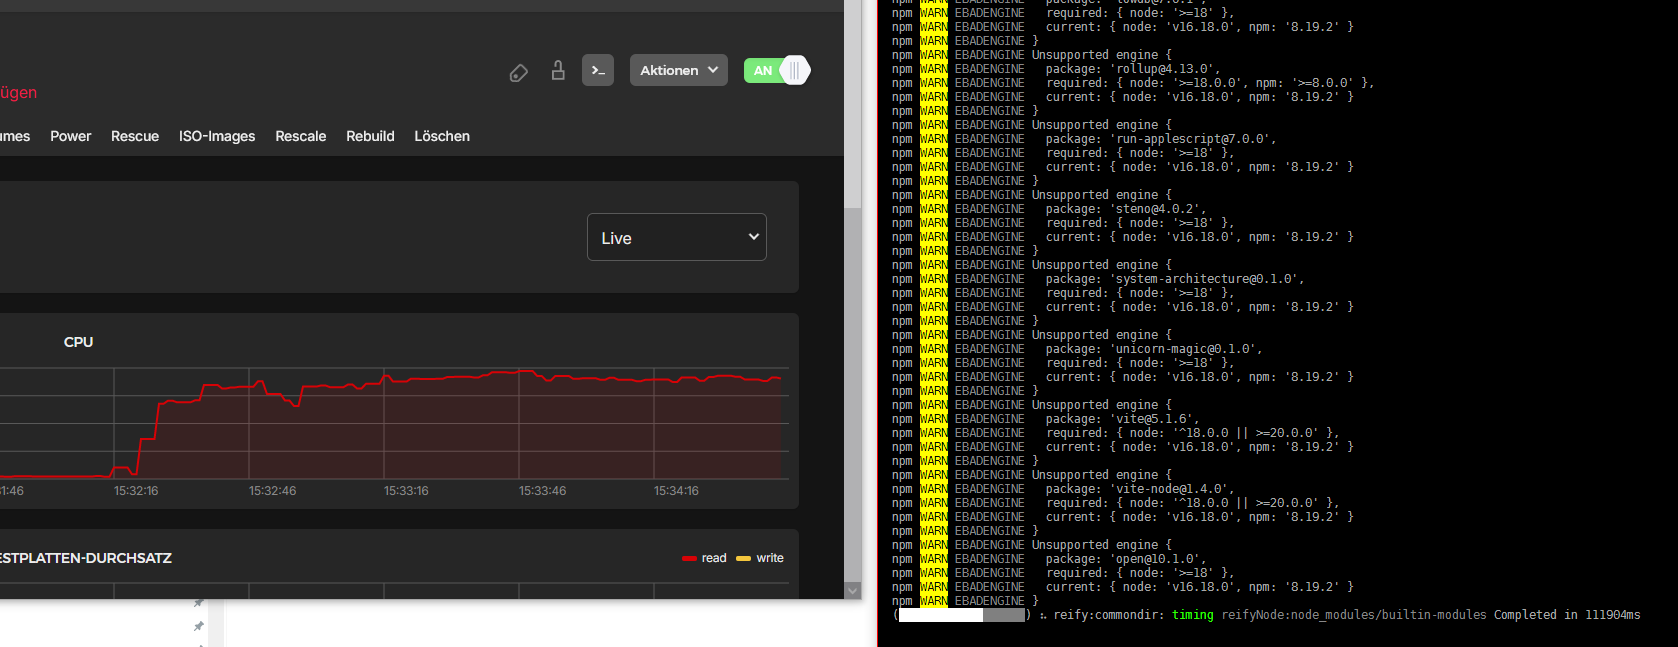 ügen
Aktionen
AN
umes Power Rescue ISO-Images Rescale Rebuild Löschen
Live
CPU
31:46 15:32:16 15:32:46 15:33:16 15:33:46 15:34:16
ESTPLATTEN-DURCHSATZ
read write
npm WARN EBADENGINE package: 'lowdb@7.0.1',
npm WARN EBADENGINE required: { node: '>=18' },
npm WARN EBADENGINE current: { node: 'v16.18.0', npm: '8.19.2' }
npm WARN EBADENGINE }
npm WARN EBADENGINE Unsupported engine {
npm WARN EBADENGINE package: 'rollup@4.13.0',
npm WARN EBADENGINE required: { node: '>=18.0.0', npm: '>=8.0.0' },
npm WARN EBADENGINE current: { node: 'v16.18.0', npm: '8.19.2' }
npm WARN EBADENGINE }
npm WARN EBADENGINE Unsupported engine {
npm WARN EBADENGINE package: 'run-applescript@7.0.0',
npm WARN EBADENGINE required: { node: '>=18' },
npm WARN EBADENGINE current: { node: 'v16.18.0', npm: '8.19.2' }
npm WARN EBADENGINE }
npm WARN EBADENGINE Unsupported engine {
npm WARN EBADENGINE package: 'steno@4.0.2',
npm WARN EBADENGINE required: { node: '>=18' },
npm WARN EBADENGINE current: { node: 'v16.18.0', npm: '8.19.2' }
npm WARN EBADENGINE }
npm WARN EBADENGINE Unsupported engine {
npm WARN EBADENGINE package: 'system-architecture@0.1.0',
npm WARN EBADENGINE required: { node: '>=18' },
npm WARN EBADENGINE current: { node: 'v16.18.0', npm: '8.19.2' }
npm WARN EBADENGINE }
npm WARN EBADENGINE Unsupported engine {
npm WARN EBADENGINE package: 'unicorn-magic@0.1.0',
npm WARN EBADENGINE required: { node: '>=18' },
npm WARN EBADENGINE current: { node: 'v16.18.0', npm: '8.19.2' }
npm WARN EBADENGINE }
npm WARN EBADENGINE Unsupported engine {
npm WARN EBADENGINE package: 'vite@5.1.6',
npm WARN EBADENGINE required: { node: '^18.0.0 || >=20.0.0' },
npm WARN EBADENGINE current: { node: 'v16.18.0', npm: '8.19.2' }
npm WARN EBADENGINE }
npm WARN EBADENGINE Unsupported engine {
npm WARN EBADENGINE package: 'vite-node@1.4.0',
npm WARN EBADENGINE required: { node: '^18.0.0 || >=20.0.0' },
npm WARN EBADENGINE current: { node: 'v16.18.0', npm: '8.19.2' }
npm WARN EBADENGINE }
npm WARN EBADENGINE Unsupported engine {
npm WARN EBADENGINE package: 'open@10.1.0',
npm WARN EBADENGINE required: { node: '>=18' },
npm WARN EBADENGINE current: { node: 'v16.18.0', npm: '8.19.2' }
npm WARN EBADENGINE }
( ) ⠦ reify:commondir: timing reifyNode:node_modules/builtin-modules Completed in 111904ms